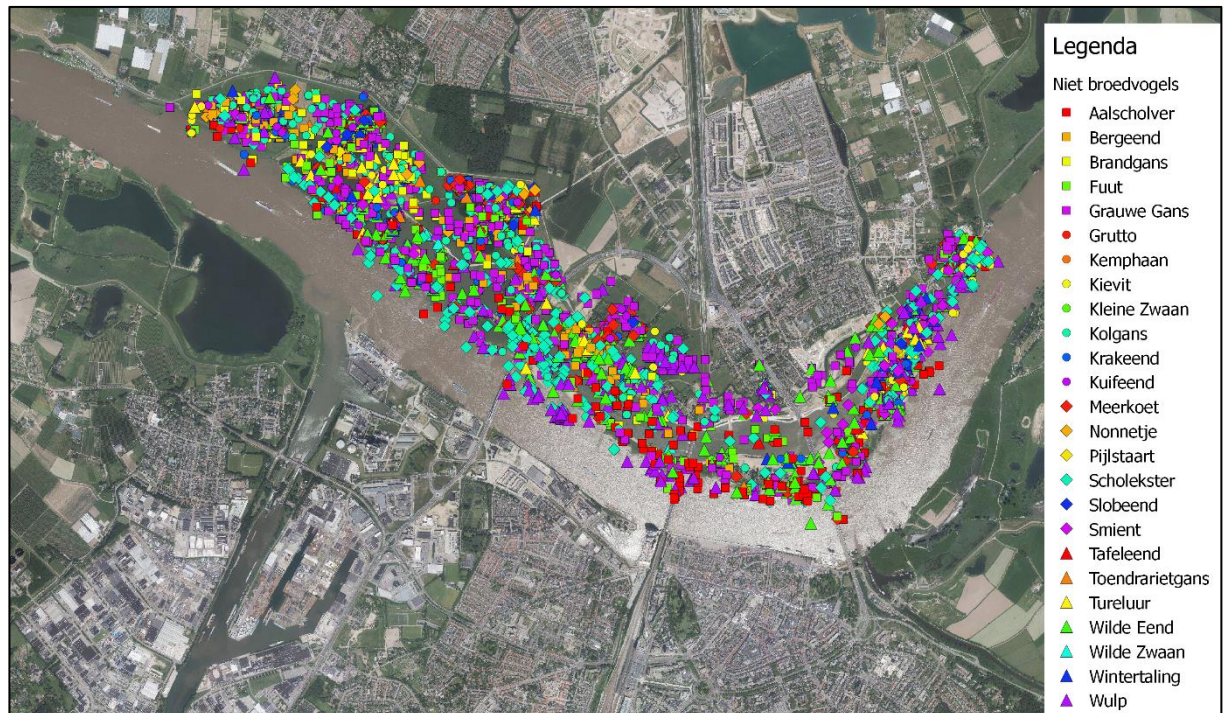 Legenda
Niet broedvogels
Aalscholver
Bergeend
Brandgans
Fuut
Grauwe Gans
Grutto
Kemphaan
Kievit
Kleine Zwaan
Kolgans
Krakeend
Kuifeend
Meerkoet
Nonnetje
Pijlstaart
Scholekster
Slobeend
Smient
Tafeleend
Toendrarietgans
Tureluur
Wilde Eend
Wilde Zwaan
Wintertaling
Wulp